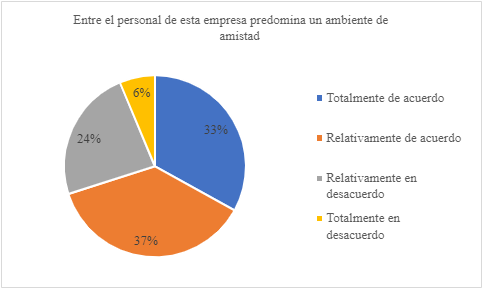 Entre el personal de esta empresa predomina un ambiente de
amistad
6%
33%
24%
37%
Totalmente de acuerdo
Relativamente de acuerdo
Relativamente en
desacuerdo
Totalmente en
desacuerdo